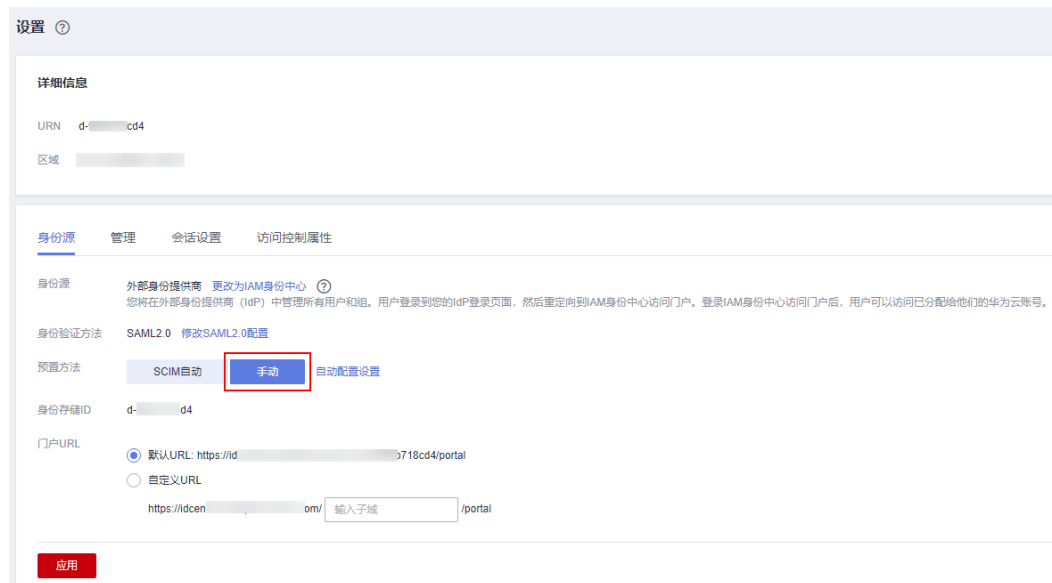 设置 ?
详细信息
URN d- cd4
区域
身份源 管理 会话设置 访问控制属性
身份源 外部身份提供商 更改为IAM身份中心 ?
您将在外部身份提供商（IdP）中管理所有用户和组。用户登录到您的IdP登录页面，然后重定向到IAM身份中心访问门户。登录IAM身份中心访问门户后，用户可以访问已分配给他们的华为云账号。
身份验证方法 SAML2.0 修改SAML2.0配置
预置方法 SCIM自动 手动 自动配置设置
身份存储ID d- d4
门户URL
默认URL: https://id 718cd4/portal
自定义URL
https://idcen om/ 输入子域 /portal
应用